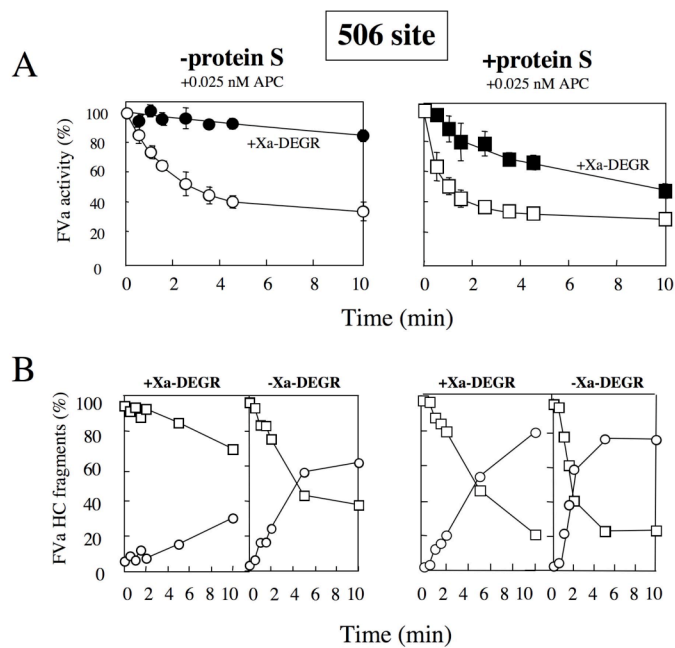 506 site
A
-protein S
+0.025 nM APC
+protein S
+0.025 nM APC
FVa activity (%)
100
80
60
40
20
0
+Xa-DEGR
+Xa-DEGR
0 2 4 6 8 10
0 2 4 6 8 10
Time (min)
Time (min)
B
+Xa-DEGR
-Xa-DEGR
+Xa-DEGR
-Xa-DEGR
FVa HC fragments (%)
100
80
60
40
20
0
0 2 4 6 8 10
0 2 4 6 8 10
0 2 4 6 8 10
0 2 4 6 8 10
Time (min)
Time (min)